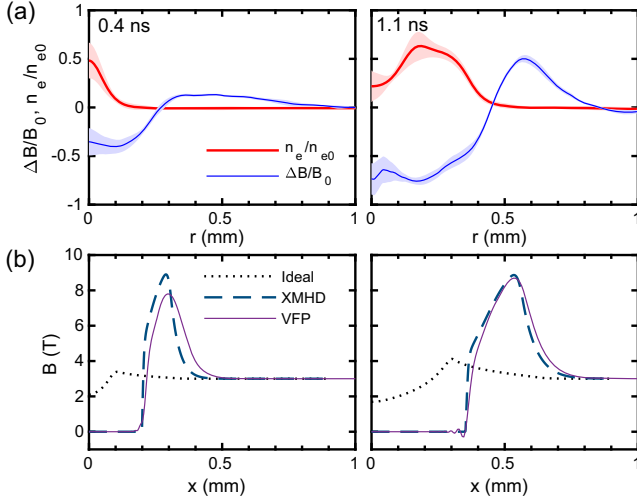 (a)
0.4 ns
1.1 ns
ΔB/B₀, nₑ/nₑ₀
1
0.5
0
-0.5
-1
nₑ/nₑ₀
ΔB/B₀
0 0.5 1
0 0.5 1
r (mm)
r (mm)
(b)
B (T)
10
8
6
4
2
0
Ideal
XMHD
VFP
0 0.5 1
0 0.5 1
x (mm)
x (mm)